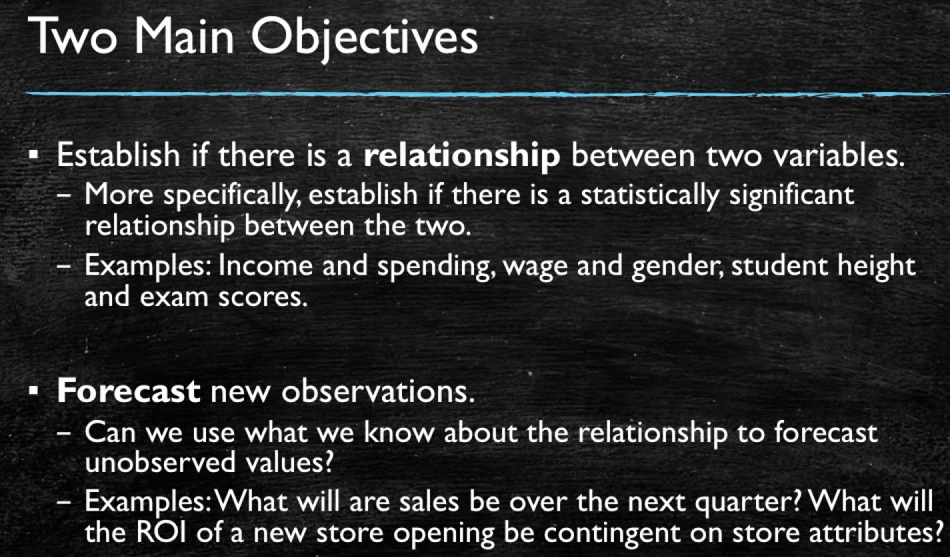 Two Main Objectives
▪ Establish if there is a relationship between two variables.
– More specifically, establish if there is a statistically significant
relationship between the two.
– Examples: Income and spending, wage and gender, student height
and exam scores.
▪ Forecast new observations.
– Can we use what we know about the relationship to forecast
unobserved values?
– Examples: What will are sales be over the next quarter? What will
the ROI of a new store opening be contingent on store attributes?